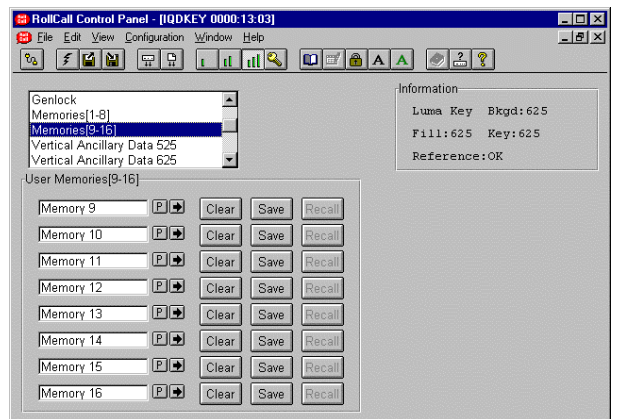 RollCall Control Panel - [IQDKEY 0000:13:03]
File Edit View Configuration Window Help
A A
Genlock
Memories[1-8]
Memories[9-16]
Vertical Ancillary Data 525
Vertical Ancillary Data 625
Information
Luma Key Bkgd:625
Fill:625 Key:625
Reference:OK
User Memories[9-16]
Memory 9 P Clear Save Recall
Memory 10 P Clear Save Recall
Memory 11 P Clear Save Recall
Memory 12 P Clear Save Recall
Memory 13 P Clear Save Recall
Memory 14 P Clear Save Recall
Memory 15 P Clear Save Recall
Memory 16 P Clear Save Recall